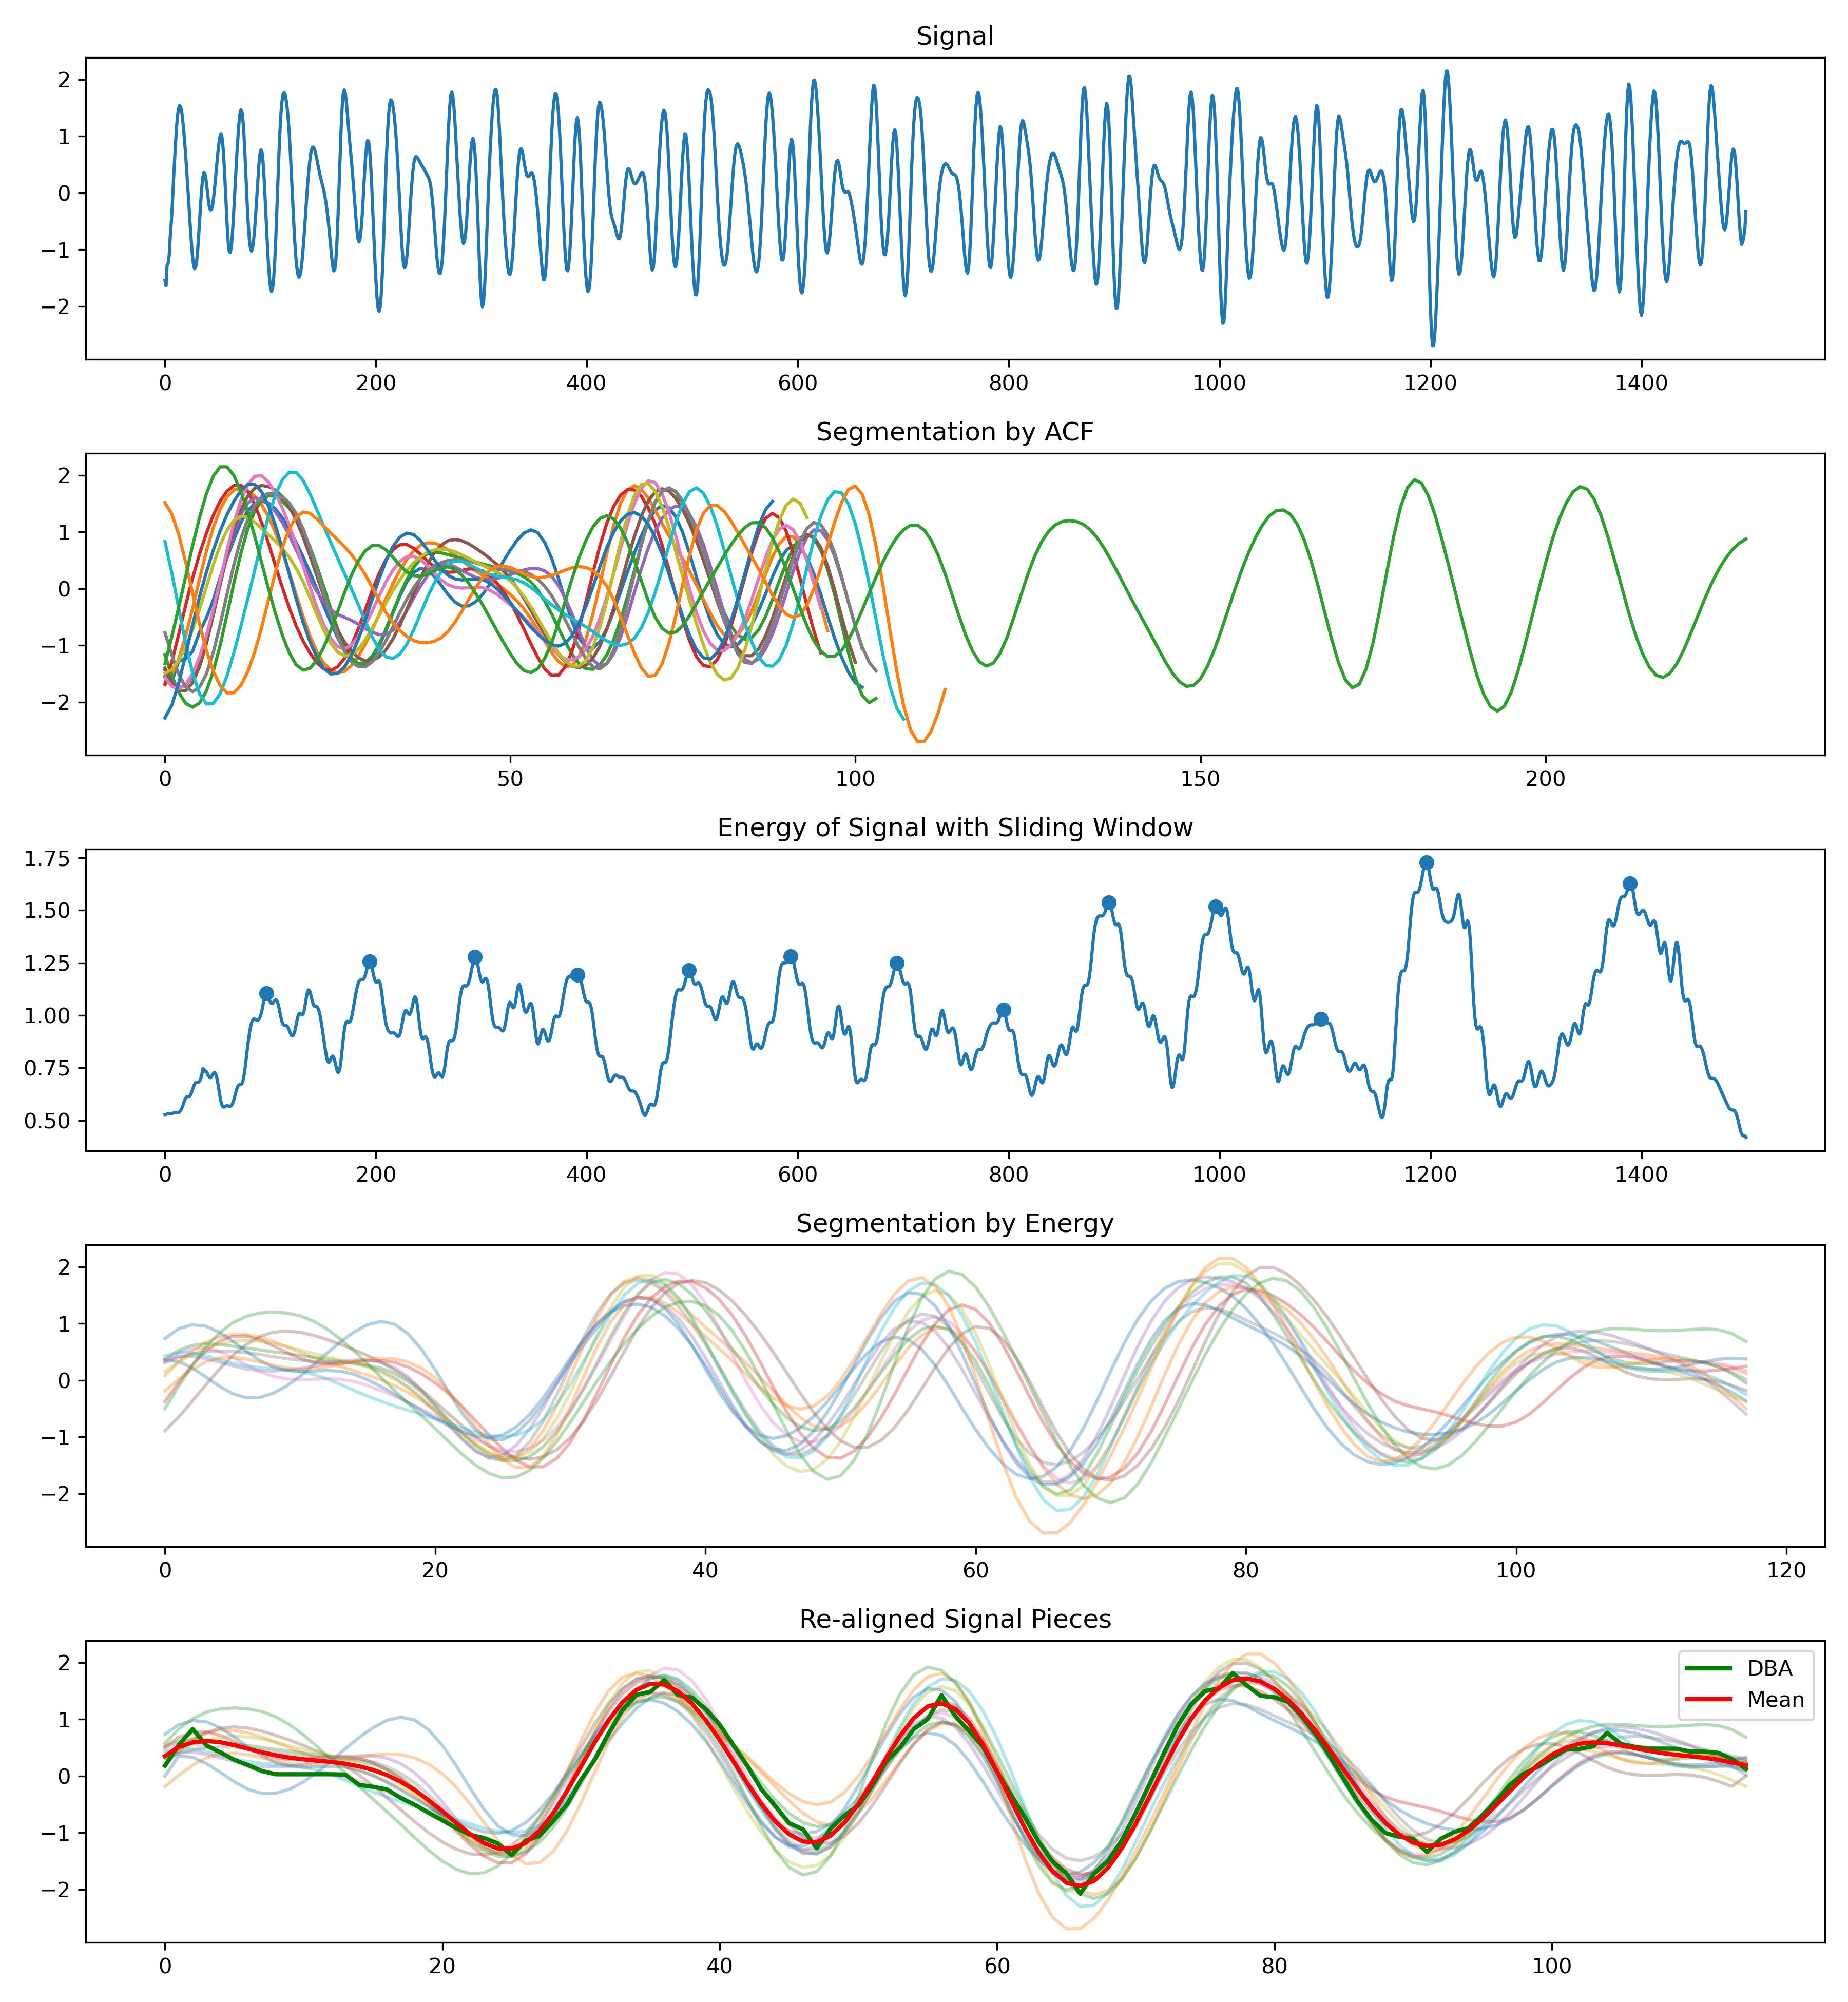 Signal
2
1
0
−1
−2
0 200 400 600 800 1000 1200 1400
Segmentation by ACF
2
1
0
−1
−2
0 50 100 150 200
Energy of Signal with Sliding Window
1.75
1.50
1.25
1.00
0.75
0.50
0 200 400 600 800 1000 1200 1400
Segmentation by Energy
2
1
0
−1
−2
0 20 40 60 80 100 120
Re-aligned Signal Pieces
DBA
Mean
2
1
0
−1
−2
0 20 40 60 80 100